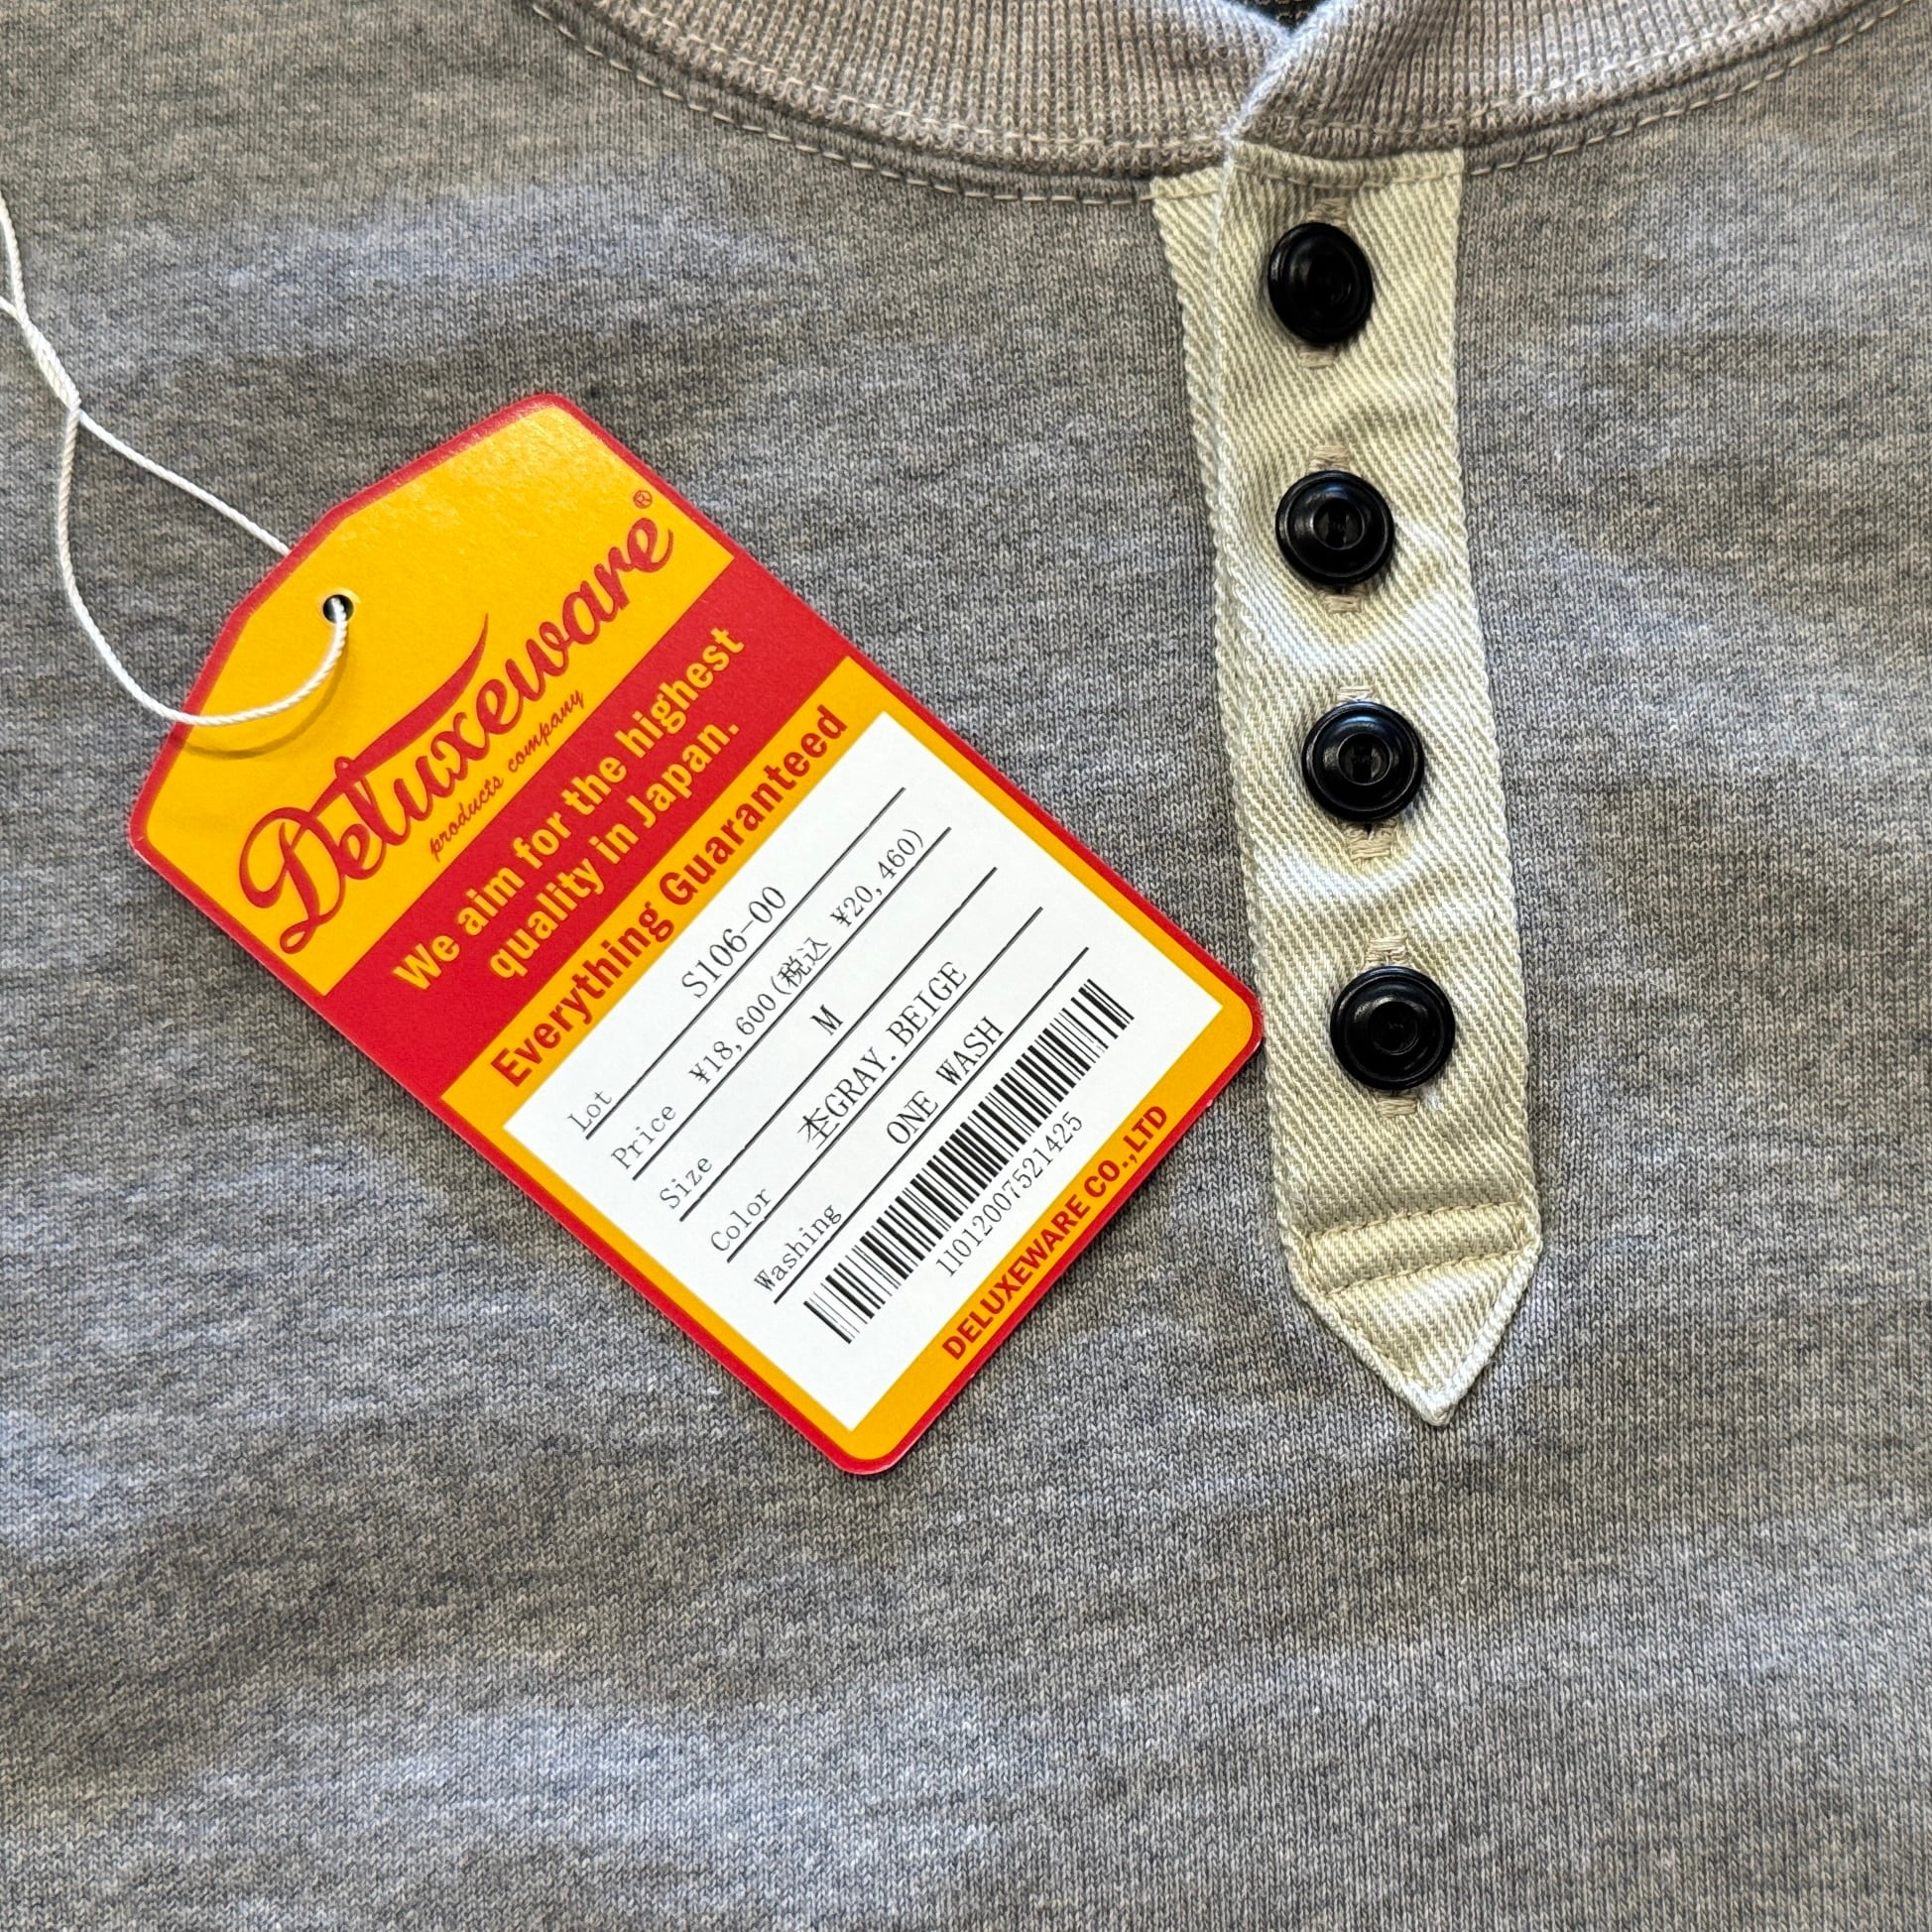 Deluxeware®
products company
We aim for the highest
quality in Japan.
Everything Guaranteed
Lot S106-00
Price ¥18,600(税込 ¥20,460)
Size M
Color 杢GRAY.BEIGE
Washing ONE WASH
11012007521425
DELUXEWARE CO.,LTD